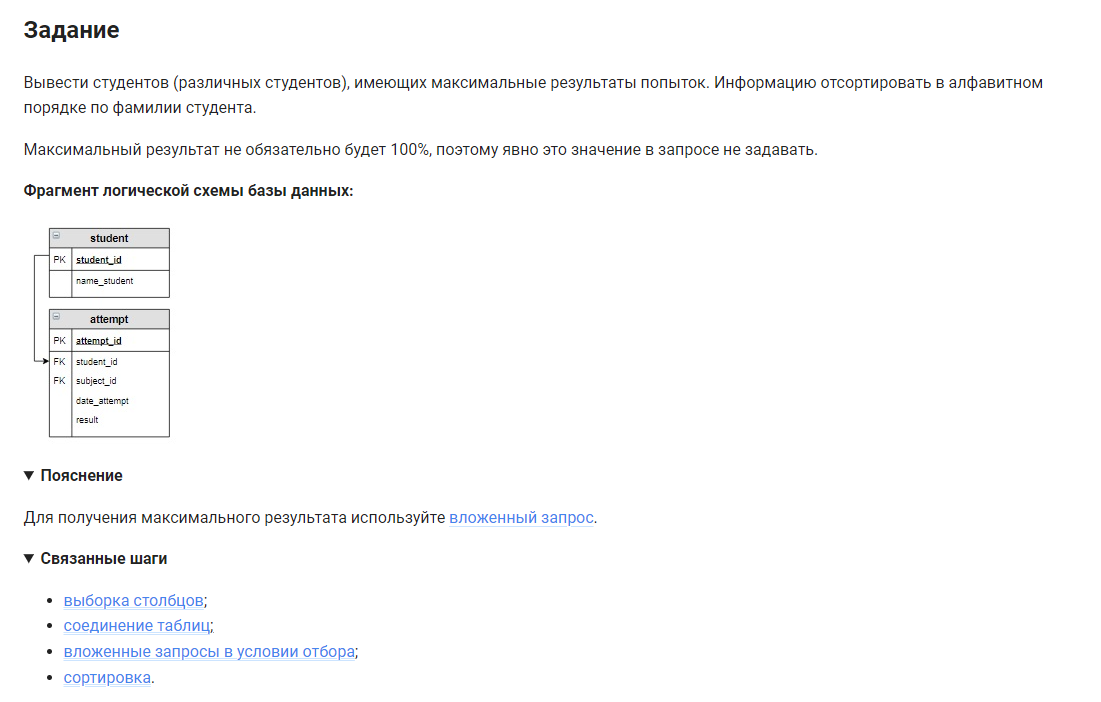 Задание
Вывести студентов (различных студентов), имеющих максимальные результаты попыток. Информацию отсортировать в алфавитном
порядке по фамилии студента.
Максимальный результат не обязательно будет 100%, поэтому явно это значение в запросе не задавать.
Фрагмент логической схемы базы данных:
student
PK student_id
name_student
attempt
PK attempt_id
FK student_id
FK subject_id
date_attempt
result
▼ Пояснение
Для получения максимального результата используйте вложенный запрос.
▼ Связанные шаги
• выборка столбцов;
• соединение таблиц;
• вложенные запросы в условии отбора;
• сортировка.